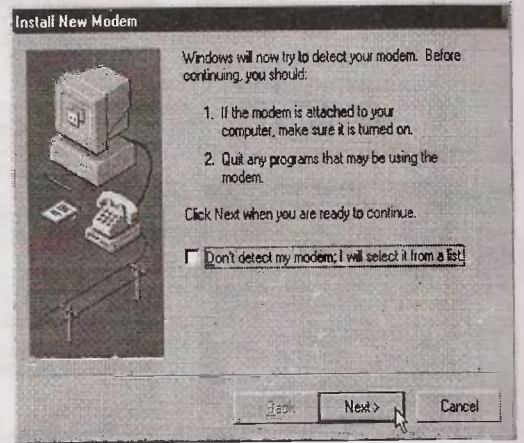 Install New Modem
Windows will now try to detect your modem. Before
continuing, you should:
1. If the modem is attached to your
computer, make sure it is turned on.
2. Quit any programs that may be using the
modem.
Click Next when you are ready to continue.
Don't detect my modem; I will select it from a list.
Back
Next >
Cancel